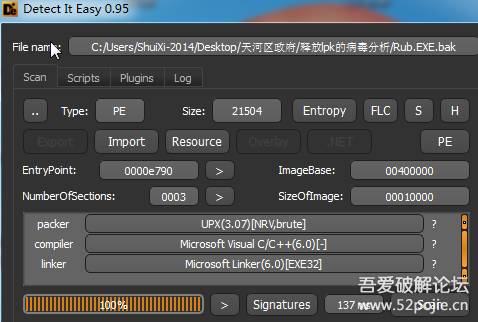 Detect It Easy 0.95
File name: C:/Users/ShuiXi-2014/Desktop/天河区政府/释放lpk的病毒分析/Rub.EXE.bak
Scan Scripts Plugins Log
.. Type: PE Size: 21504 Entropy FLC S H
Export Import Resource Overlay .NET PE
EntryPoint: 0000e790 > ImageBase: 00400000
NumberOfSections: 0003 > SizeOfImage: 00010000
packer UPX(3.07)[NRV,brute] ?
compiler Microsoft Visual C/C++(6.0)[-] ?
linker Microsoft Linker(6.0)[EXE32] ?
100% > Signatures 137 ms
吾爱破解论坛
www.52pojie.cn